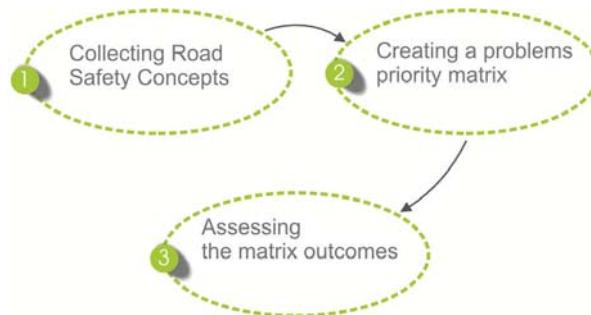 1
Collecting Road
Safety Concepts
2
Creating a problems
priority matrix
3
Assessing
the matrix outcomes